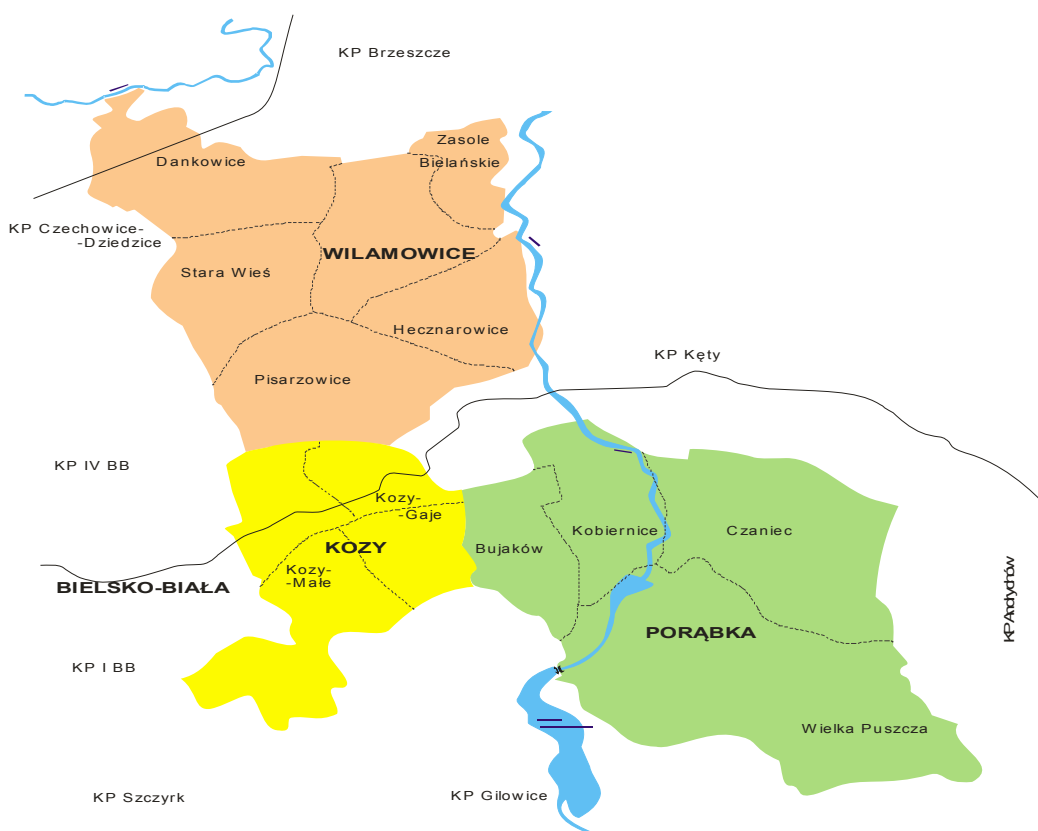 KP Brzeszcze
Zasole
Bielańskie
Dankowice
KP Czechowice-
-Dziedzice
WILAMOWICE
Stara Wieś
Hecznarowice
KP Kęty
Pisarzowice
KP IV BB
Kozy-
-Gaje
Kobiernice
Czaniec
KOZY
Bujaków
Kozy-
-Małe
BIELSKO-BIAŁA
KP Andrychów
PORĄBKA
KP I BB
Wielka Puszcza
KP Szczyrk
KP Gilowice